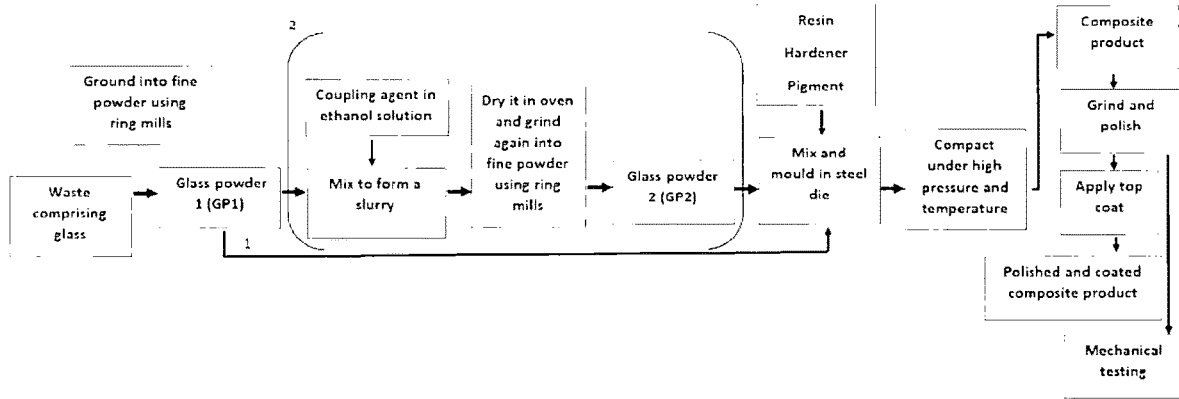 2
Ground into fine
powder using
ring mills
Waste
comprising
glass
Glass powder
1 (GP1)
1
Coupling agent in
ethanol solution
Mix to form a
slurry
Dry it in oven
and grind
again into
fine powder
using ring
mills
Glass powder
2 (GP2)
Resin
Hardener
Pigment
Mix and
mould in steel
die
Compact
under high
pressure and
temperature
Composite
product
Grind and
polish
Apply top
coat
Polished and coated
composite product
Mechanical
testing